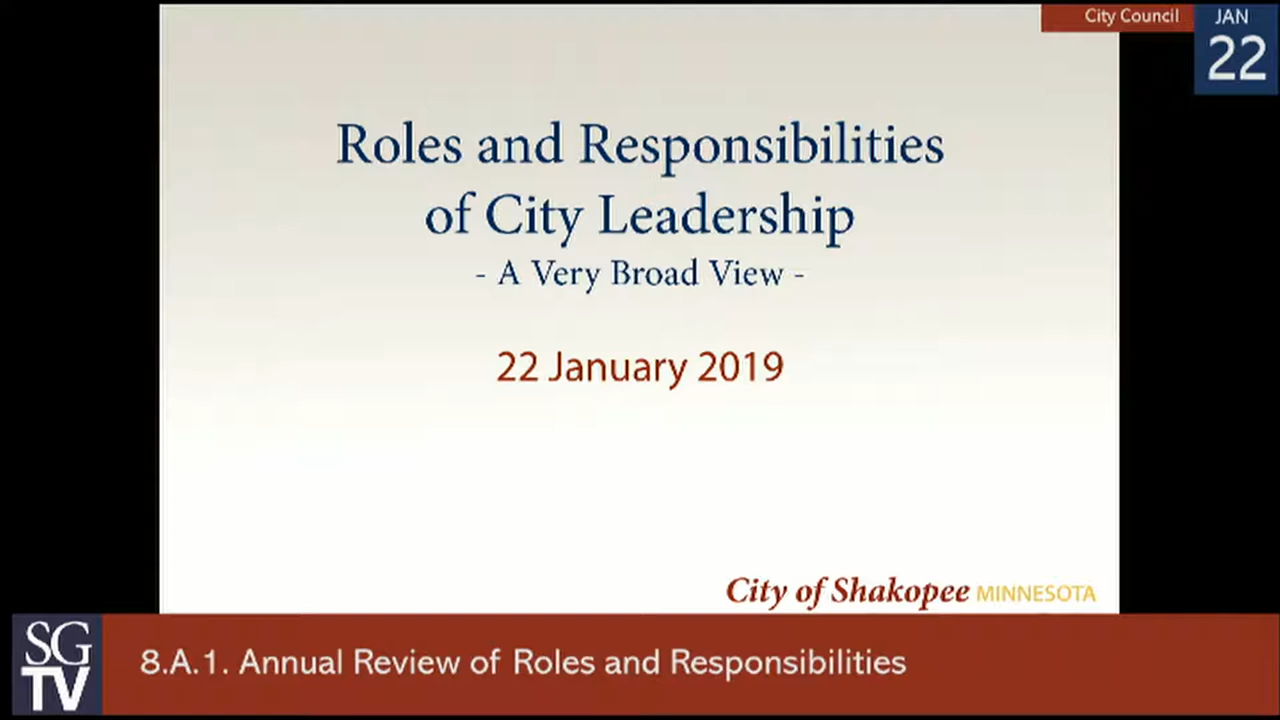 City Council
JAN
22
Roles and Responsibilities
of City Leadership
- A Very Broad View -
22 January 2019
City of Shakopee MINNESOTA
SG
TV
8.A.1. Annual Review of Roles and Responsibilities